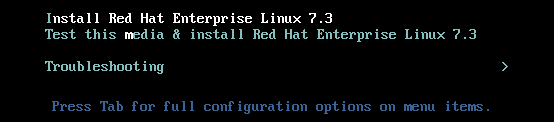 Install Red Hat Enterprise Linux 7.3
Test this media & install Red Hat Enterprise Linux 7.3
Troubleshooting >
Press Tab for full configuration options on menu items.